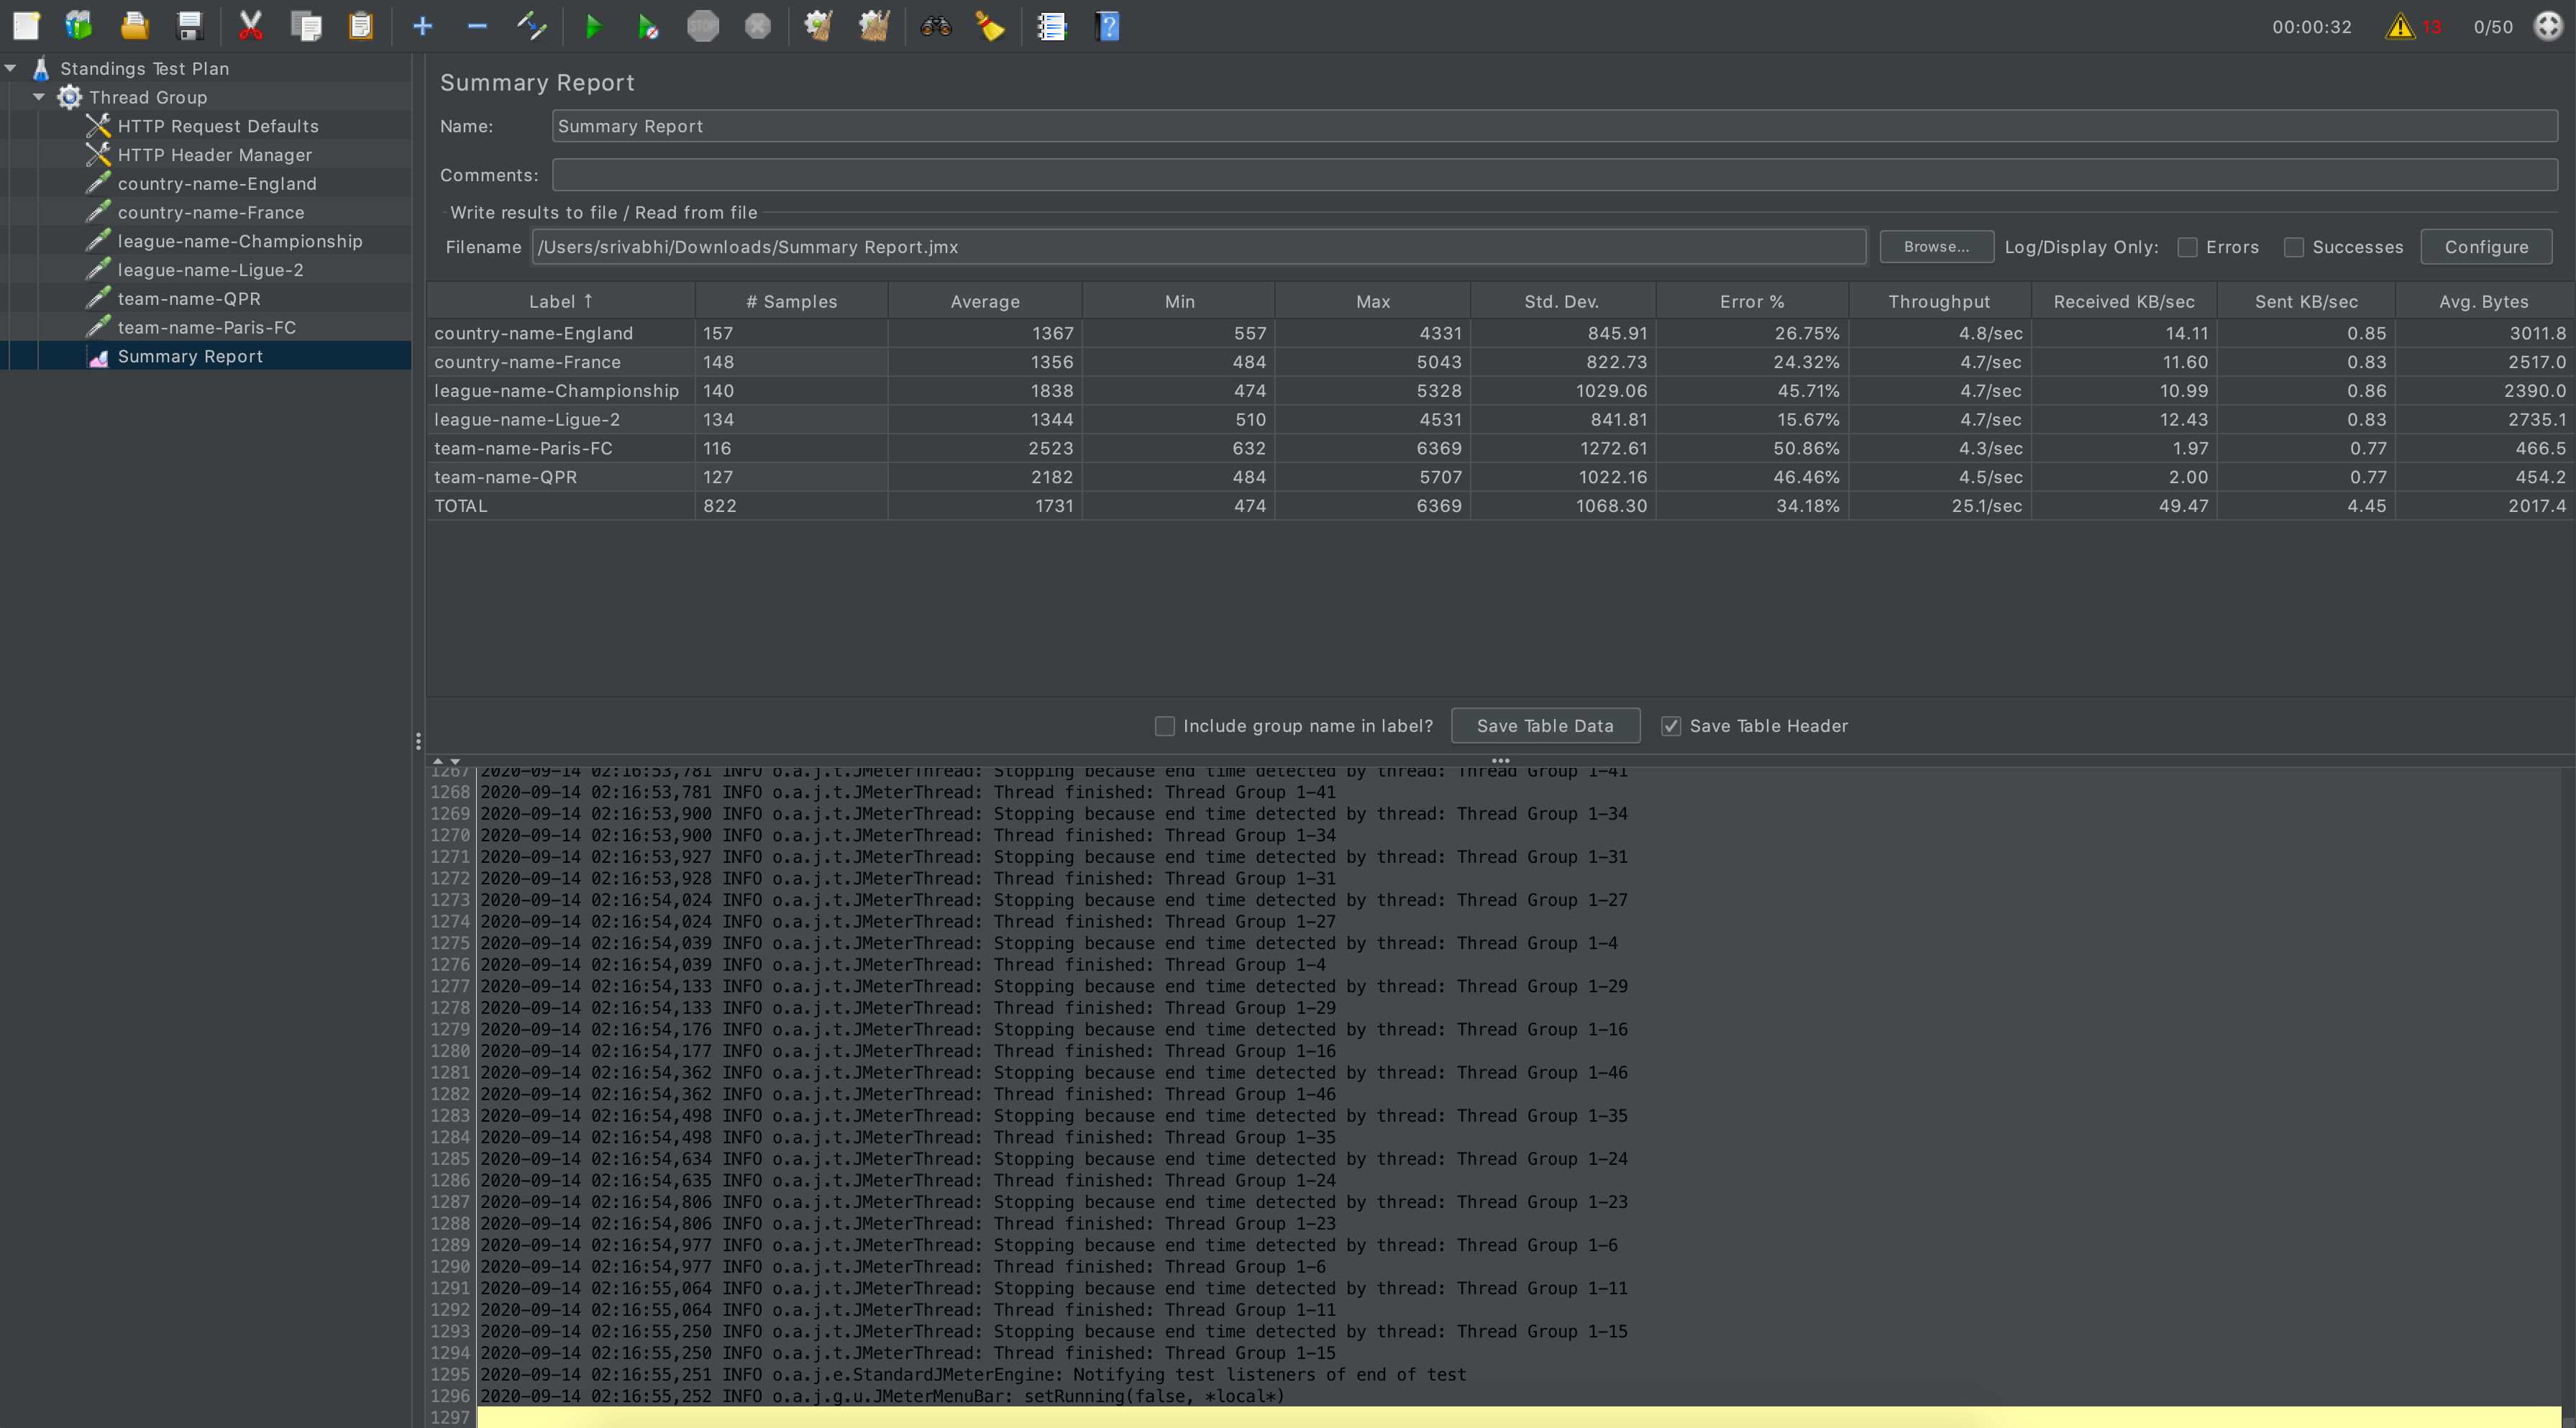 STOP
00:00:32
13
0/50
Standings Test Plan
Thread Group
HTTP Request Defaults
HTTP Header Manager
country-name-England
country-name-France
league-name-Championship
league-name-Ligue-2
team-name-QPR
team-name-Paris-FC
Summary Report
Summary Report
Name: Summary Report
Comments:
Write results to file / Read from file
Filename /Users/srivabhi/Downloads/Summary Report.jmx Browse... Log/Display Only: Errors Successes Configure
Label ↑ # Samples Average Min Max Std. Dev. Error % Throughput Received KB/sec Sent KB/sec Avg. Bytes
country-name-England 157 1367 557 4331 845.91 26.75% 4.8/sec 14.11 0.85 3011.8
country-name-France 148 1356 484 5043 822.73 24.32% 4.7/sec 11.60 0.83 2517.0
league-name-Championship 140 1838 474 5328 1029.06 45.71% 4.7/sec 10.99 0.86 2390.0
league-name-Ligue-2 134 1344 510 4531 841.81 15.67% 4.7/sec 12.43 0.83 2735.1
team-name-Paris-FC 116 2523 632 6369 1272.61 50.86% 4.3/sec 1.97 0.77 466.5
team-name-QPR 127 2182 484 5707 1022.16 46.46% 4.5/sec 2.00 0.77 454.2
TOTAL 822 1731 474 6369 1068.30 34.18% 25.1/sec 49.47 4.45 2017.4
Include group name in label? Save Table Data Save Table Header
1267 2020-09-14 02:16:53,781 INFO o.a.j.t.JMeterThread: Stopping because end time detected by thread: Thread Group 1-41
1268 2020-09-14 02:16:53,781 INFO o.a.j.t.JMeterThread: Thread finished: Thread Group 1-41
1269 2020-09-14 02:16:53,900 INFO o.a.j.t.JMeterThread: Stopping because end time detected by thread: Thread Group 1-34
1270 2020-09-14 02:16:53,900 INFO o.a.j.t.JMeterThread: Thread finished: Thread Group 1-34
1271 2020-09-14 02:16:53,927 INFO o.a.j.t.JMeterThread: Stopping because end time detected by thread: Thread Group 1-31
1272 2020-09-14 02:16:53,928 INFO o.a.j.t.JMeterThread: Thread finished: Thread Group 1-31
1273 2020-09-14 02:16:54,024 INFO o.a.j.t.JMeterThread: Stopping because end time detected by thread: Thread Group 1-27
1274 2020-09-14 02:16:54,024 INFO o.a.j.t.JMeterThread: Thread finished: Thread Group 1-27
1275 2020-09-14 02:16:54,039 INFO o.a.j.t.JMeterThread: Stopping because end time detected by thread: Thread Group 1-4
1276 2020-09-14 02:16:54,039 INFO o.a.j.t.JMeterThread: Thread finished: Thread Group 1-4
1277 2020-09-14 02:16:54,133 INFO o.a.j.t.JMeterThread: Stopping because end time detected by thread: Thread Group 1-29
1278 2020-09-14 02:16:54,133 INFO o.a.j.t.JMeterThread: Thread finished: Thread Group 1-29
1279 2020-09-14 02:16:54,176 INFO o.a.j.t.JMeterThread: Stopping because end time detected by thread: Thread Group 1-16
1280 2020-09-14 02:16:54,177 INFO o.a.j.t.JMeterThread: Thread finished: Thread Group 1-16
1281 2020-09-14 02:16:54,362 INFO o.a.j.t.JMeterThread: Stopping because end time detected by thread: Thread Group 1-46
1282 2020-09-14 02:16:54,362 INFO o.a.j.t.JMeterThread: Thread finished: Thread Group 1-46
1283 2020-09-14 02:16:54,498 INFO o.a.j.t.JMeterThread: Stopping because end time detected by thread: Thread Group 1-35
1284 2020-09-14 02:16:54,498 INFO o.a.j.t.JMeterThread: Thread finished: Thread Group 1-35
1285 2020-09-14 02:16:54,634 INFO o.a.j.t.JMeterThread: Stopping because end time detected by thread: Thread Group 1-24
1286 2020-09-14 02:16:54,635 INFO o.a.j.t.JMeterThread: Thread finished: Thread Group 1-24
1287 2020-09-14 02:16:54,806 INFO o.a.j.t.JMeterThread: Stopping because end time detected by thread: Thread Group 1-23
1288 2020-09-14 02:16:54,806 INFO o.a.j.t.JMeterThread: Thread finished: Thread Group 1-23
1289 2020-09-14 02:16:54,977 INFO o.a.j.t.JMeterThread: Stopping because end time detected by thread: Thread Group 1-6
1290 2020-09-14 02:16:54,977 INFO o.a.j.t.JMeterThread: Thread finished: Thread Group 1-6
1291 2020-09-14 02:16:55,064 INFO o.a.j.t.JMeterThread: Stopping because end time detected by thread: Thread Group 1-11
1292 2020-09-14 02:16:55,064 INFO o.a.j.t.JMeterThread: Thread finished: Thread Group 1-11
1293 2020-09-14 02:16:55,250 INFO o.a.j.t.JMeterThread: Stopping because end time detected by thread: Thread Group 1-15
1294 2020-09-14 02:16:55,250 INFO o.a.j.t.JMeterThread: Thread finished: Thread Group 1-15
1295 2020-09-14 02:16:55,251 INFO o.a.j.e.StandardJMeterEngine: Notifying test listeners of end of test
1296 2020-09-14 02:16:55,252 INFO o.a.j.g.u.JMeterMenuBar: setRunning(false, *local*)
1297